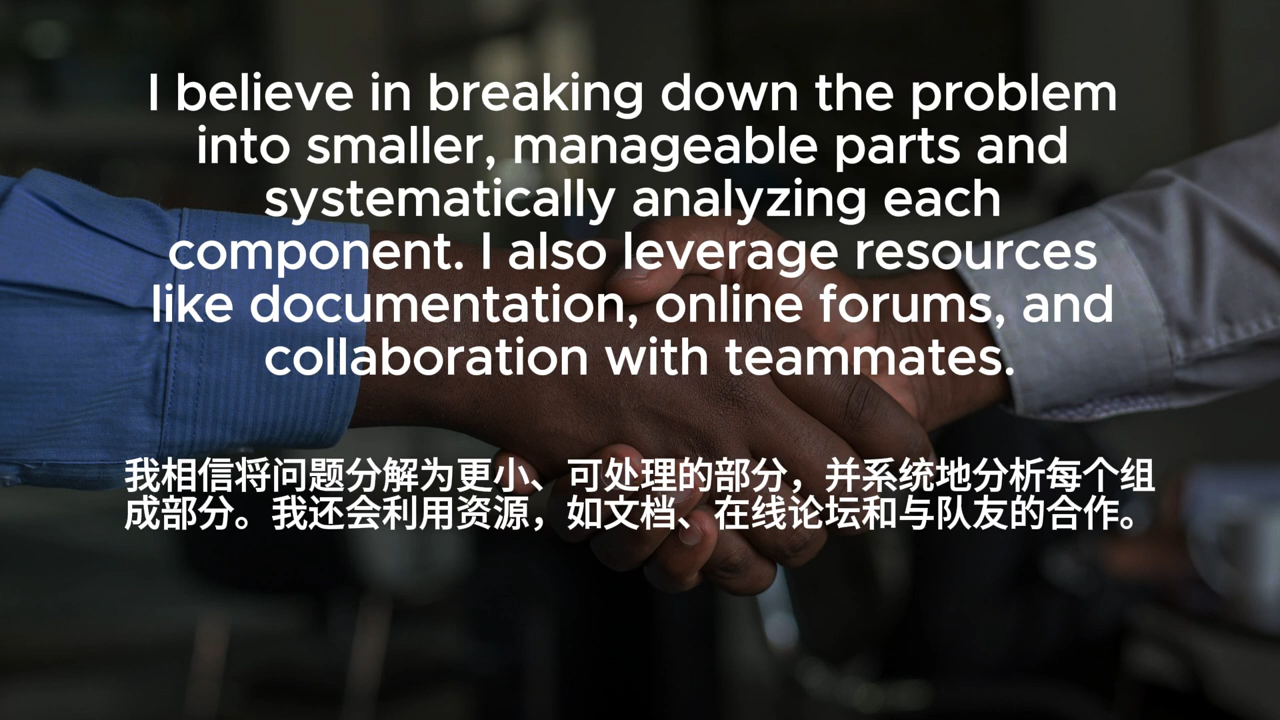 I believe in breaking down the problem
into smaller, manageable parts and
systematically analyzing each
component. I also leverage resources
like documentation, online forums, and
collaboration with teammates.
我相信将问题分解为更小、可处理的部分，并系统地分析每个组
成部分。我还会利用资源，如文档、在线论坛和与队友的合作。